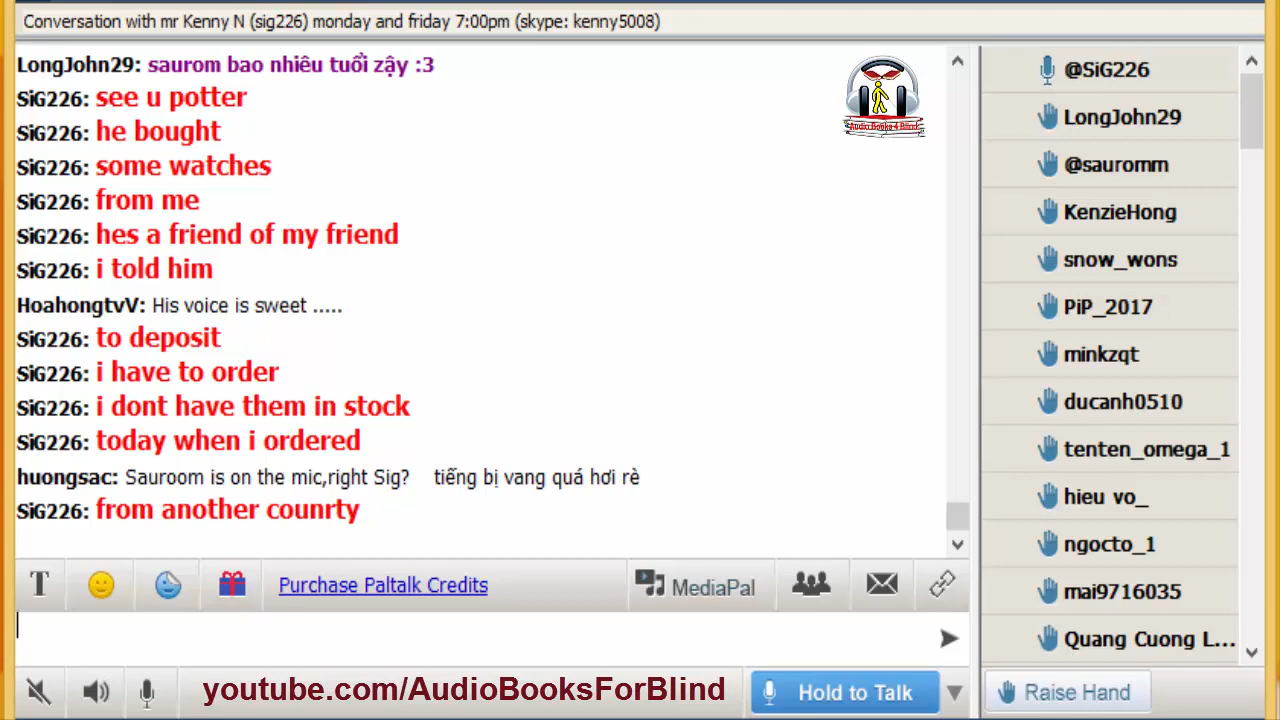 Conversation with mr Kenny N (sig226) monday and friday 7:00pm (skype: kenny5008)
LongJohn29: saurom bao nhiêu tuổi zậy :3
SiG226: see u potter
SiG226: he bought
SiG226: some watches
SiG226: from me
SiG226: hes a friend of my friend
SiG226: i told him
HoahongtvV: His voice is sweet .....
SiG226: to deposit
SiG226: i have to order
SiG226: i dont have them in stock
SiG226: today when i ordered
huongsac: Sauroom is on the mic,right Sig? tiếng bị vang quá hơi rè
SiG226: from another counrty
Audio Books 4 Blind
@SiG226
LongJohn29
@sauromm
KenzieHong
snow_wons
PiP_2017
minkzqt
ducanh0510
tenten_omega_1
hieu vo_
ngocto_1
mai9716035
Quang Cuong L...
T
Purchase Paltalk Credits
MediaPal
youtube.com/AudioBooksForBlind
Hold to Talk
Raise Hand